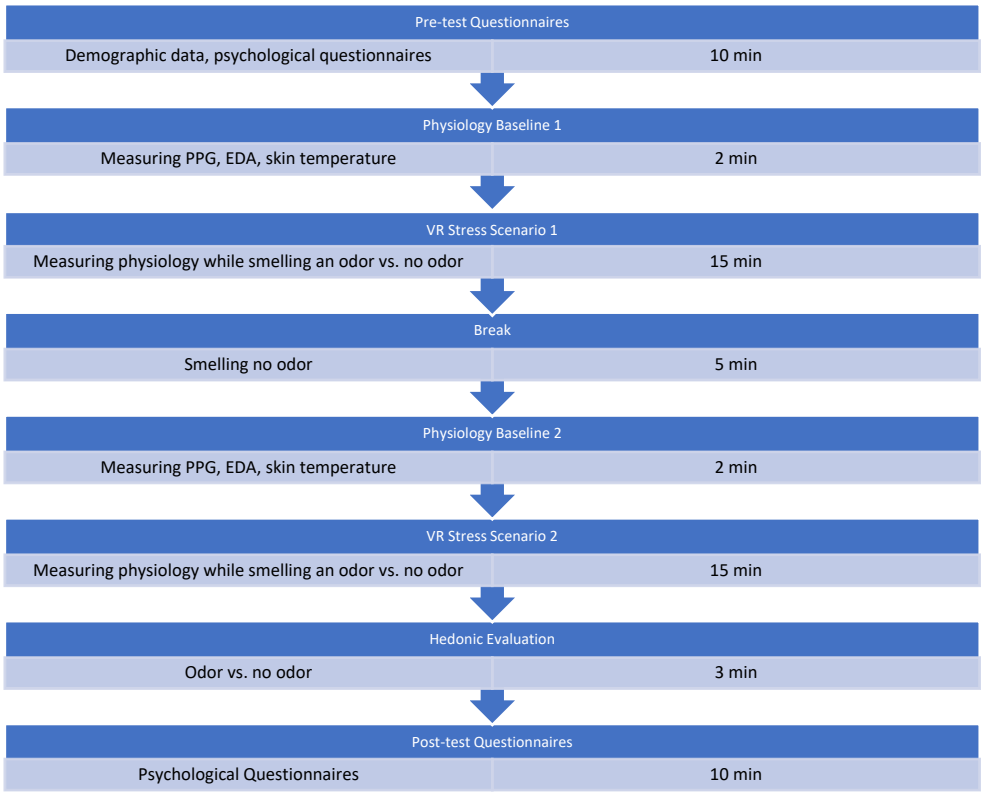 Pre-test Questionnaires
Demographic data, psychological questionnaires 10 min
Physiology Baseline 1
Measuring PPG, EDA, skin temperature 2 min
VR Stress Scenario 1
Measuring physiology while smelling an odor vs. no odor 15 min
Break
Smelling no odor 5 min
Physiology Baseline 2
Measuring PPG, EDA, skin temperature 2 min
VR Stress Scenario 2
Measuring physiology while smelling an odor vs. no odor 15 min
Hedonic Evaluation
Odor vs. no odor 3 min
Post-test Questionnaires
Psychological Questionnaires 10 min